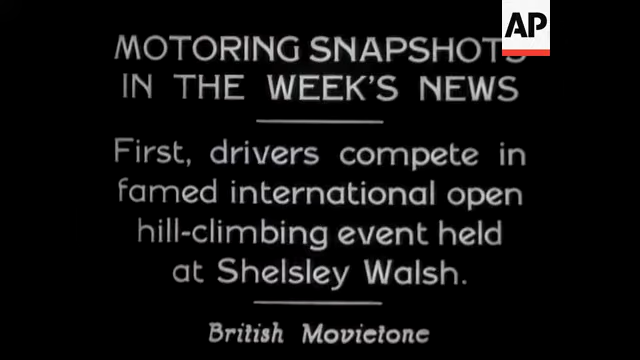 AP
MOTORING SNAPSHOTS
IN THE WEEK'S NEWS
First, drivers compete in
famed international open
hill-climbing event held
at Shelsley Walsh.
British Movietone